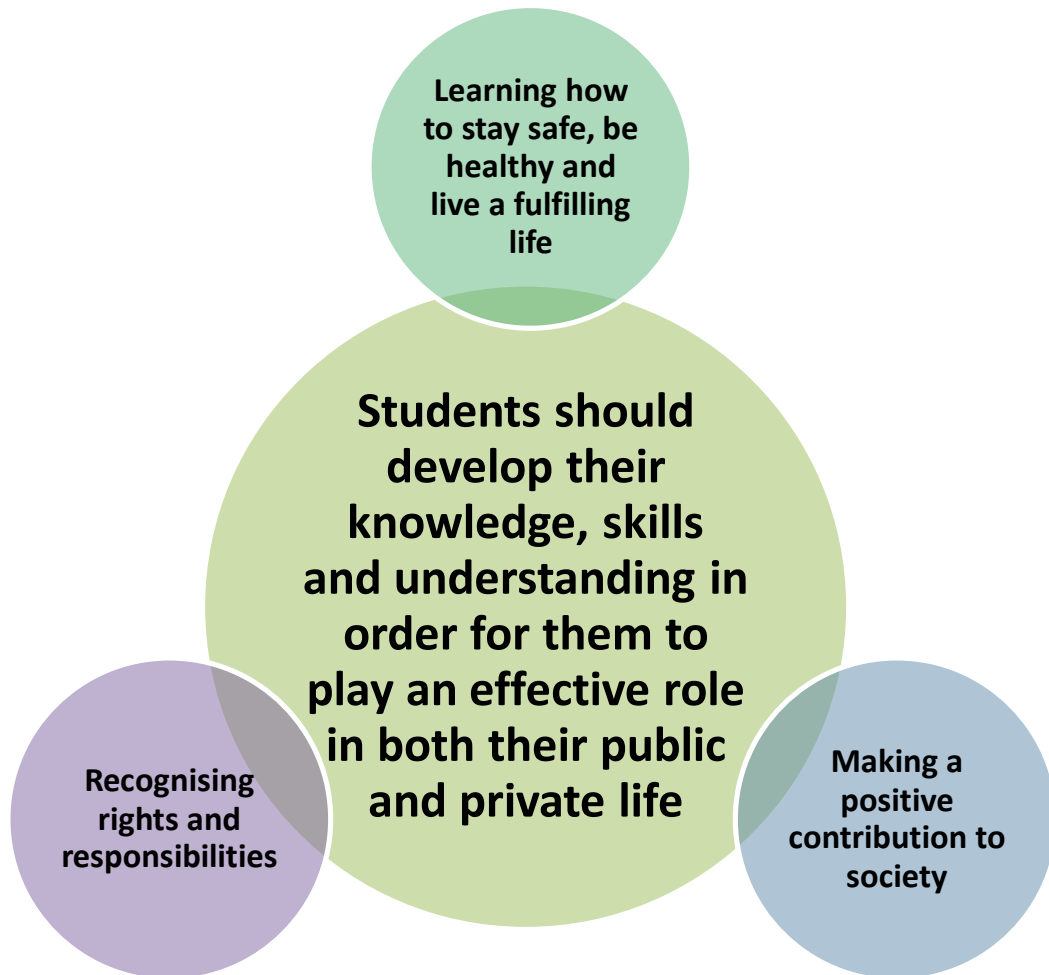 Learning how
to stay safe, be
healthy and
live a fulfilling
life
Students should
develop their
knowledge, skills
and understanding in
order for them to
play an effective role
in both their public
and private life
Recognising
rights and
responsibilities
Making a
positive
contribution to
society